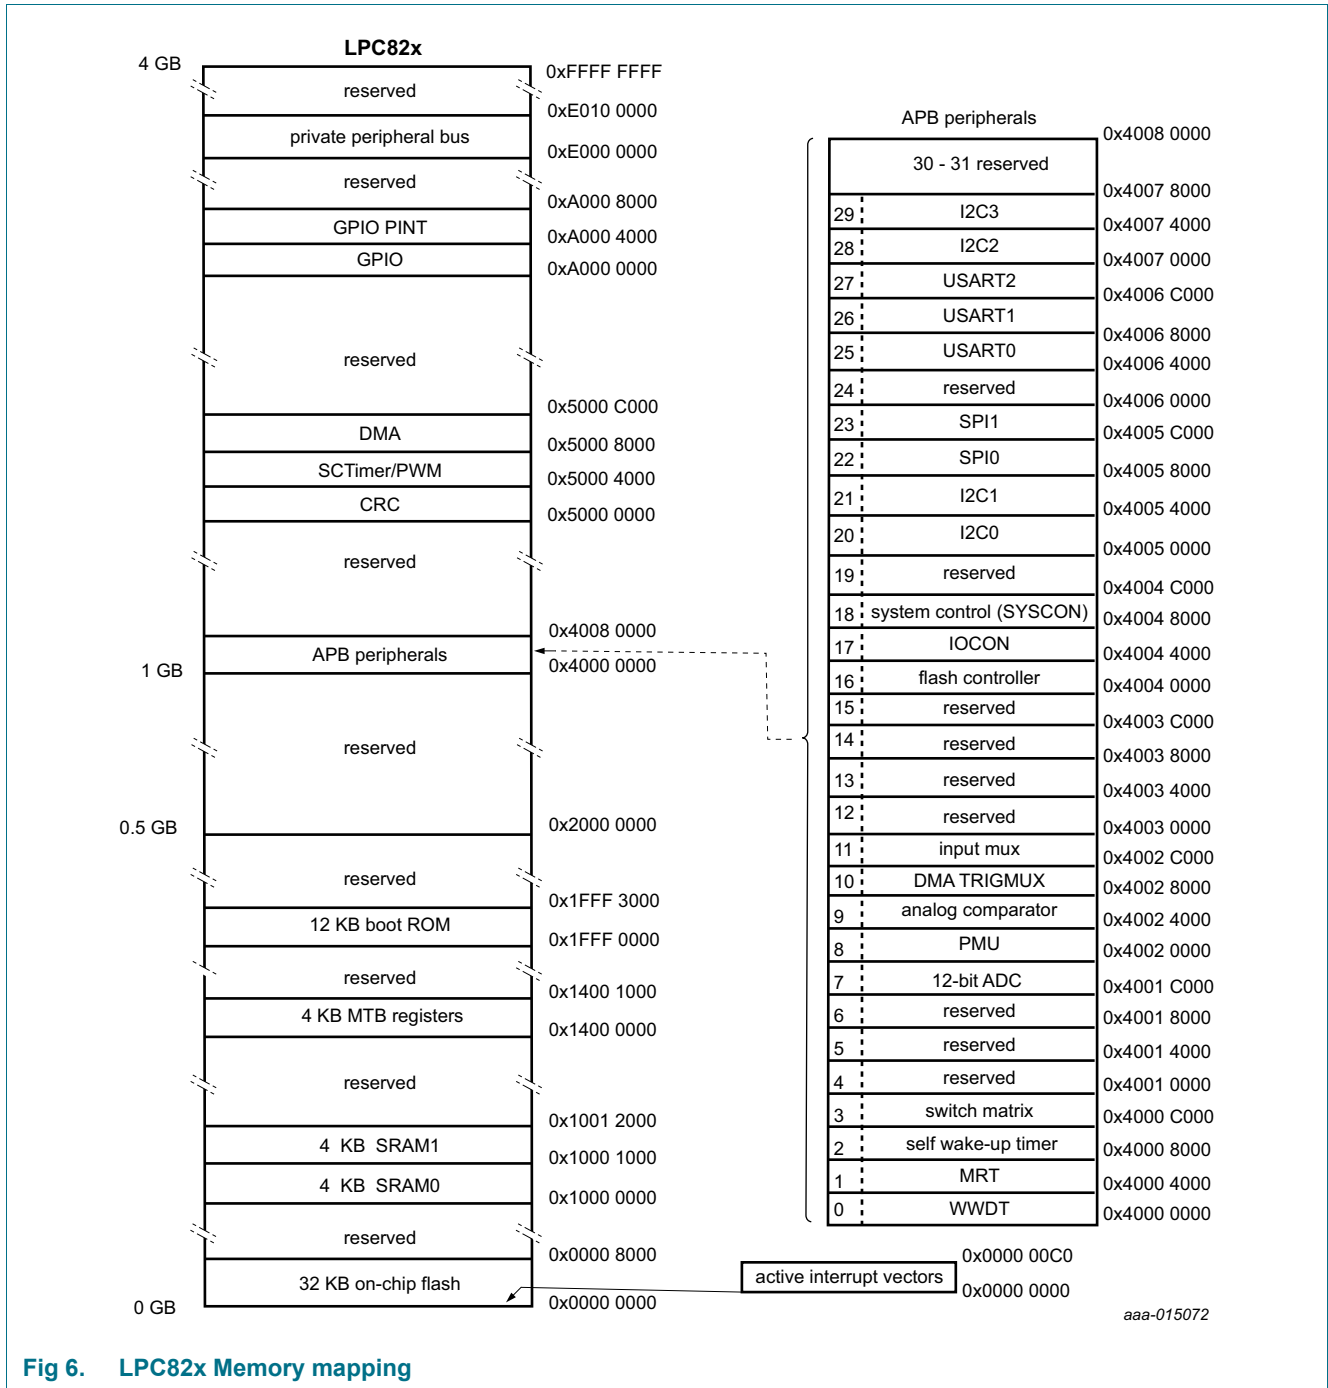 LPC82x
4 GB
0xFFFF FFFF
reserved
0xE010 0000
private peripheral bus
0xE000 0000
reserved
0xA000 8000
GPIO PINT
0xA000 4000
GPIO
0xA000 0000
reserved
0x5000 C000
DMA
0x5000 8000
SCTimer/PWM
0x5000 4000
CRC
0x5000 0000
reserved
0x4008 0000
APB peripherals
0x4000 0000
1 GB
reserved
0.5 GB
0x2000 0000
reserved
0x1FFF 3000
12 KB boot ROM
0x1FFF 0000
reserved
0x1400 1000
4 KB MTB registers
0x1400 0000
reserved
0x1001 2000
4 KB SRAM1
0x1000 1000
4 KB SRAM0
0x1000 0000
reserved
0x0000 8000
32 KB on-chip flash
0x0000 0000
0 GB
APB peripherals
0x4008 0000
30 - 31 reserved
0x4007 8000
29 I2C3
0x4007 4000
28 I2C2
0x4007 0000
27 USART2
0x4006 C000
26 USART1
0x4006 8000
25 USART0
0x4006 4000
24 reserved
0x4006 0000
23 SPI1
0x4005 C000
22 SPI0
0x4005 8000
21 I2C1
0x4005 4000
20 I2C0
0x4005 0000
19 reserved
0x4004 C000
18 system control (SYSCON)
0x4004 8000
17 IOCON
0x4004 4000
16 flash controller
0x4004 0000
15 reserved
0x4003 C000
14 reserved
0x4003 8000
13 reserved
0x4003 4000
12 reserved
0x4003 0000
11 input mux
0x4002 C000
10 DMA TRIGMUX
0x4002 8000
9 analog comparator
0x4002 4000
8 PMU
0x4002 0000
7 12-bit ADC
0x4001 C000
6 reserved
0x4001 8000
5 reserved
0x4001 4000
4 reserved
0x4001 0000
3 switch matrix
0x4000 C000
2 self wake-up timer
0x4000 8000
1 MRT
0x4000 4000
0 WWDT
0x4000 0000
0x0000 00C0
active interrupt vectors
0x0000 0000
aaa-015072
Fig 6. LPC82x Memory mapping